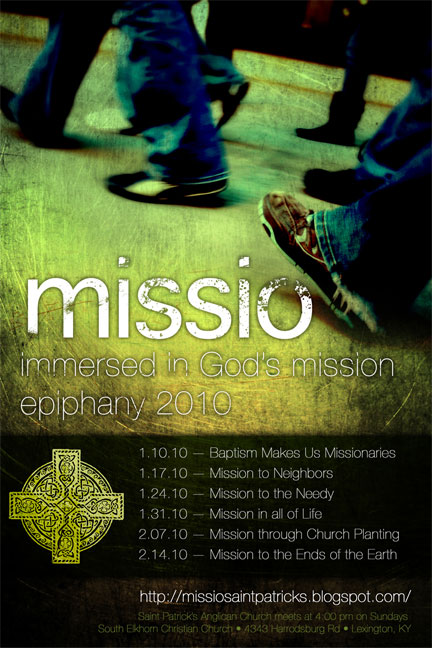 missio
immersed in God's mission
epiphany 2010
1.10.10 — Baptism Makes Us Missionaries
1.17.10 — Mission to Neighbors
1.24.10 — Mission to the Needy
1.31.10 — Mission in all of Life
2.07.10 — Mission through Church Planting
2.14.10 — Mission to the Ends of the Earth
http://missiosaintpatricks.blogspot.com/
Saint Patrick's Anglican Church meets at 4:00 pm on Sundays
South Elkhorn Christian Church • 4343 Harrodsburg Rd • Lexington, KY